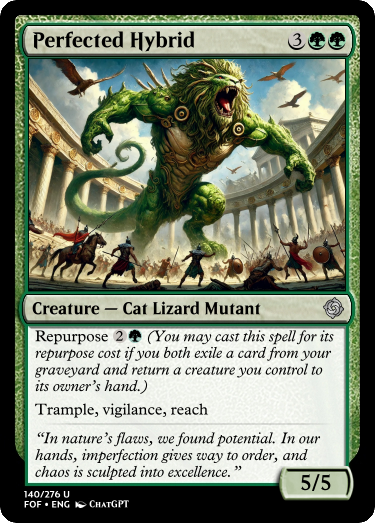 Perfected Hybrid 3
Creature — Cat Lizard Mutant
Repurpose 2 (You may cast this spell for its
repurpose cost if you both exile a card from your
graveyard and return a creature you control to
its owner's hand.)
Trample, vigilance, reach
“In nature's flaws, we found potential. In our
hands, imperfection gives way to order, and
chaos is sculpted into excellence.”
5/5
140/276 U
FOF • ENG ChatGPT